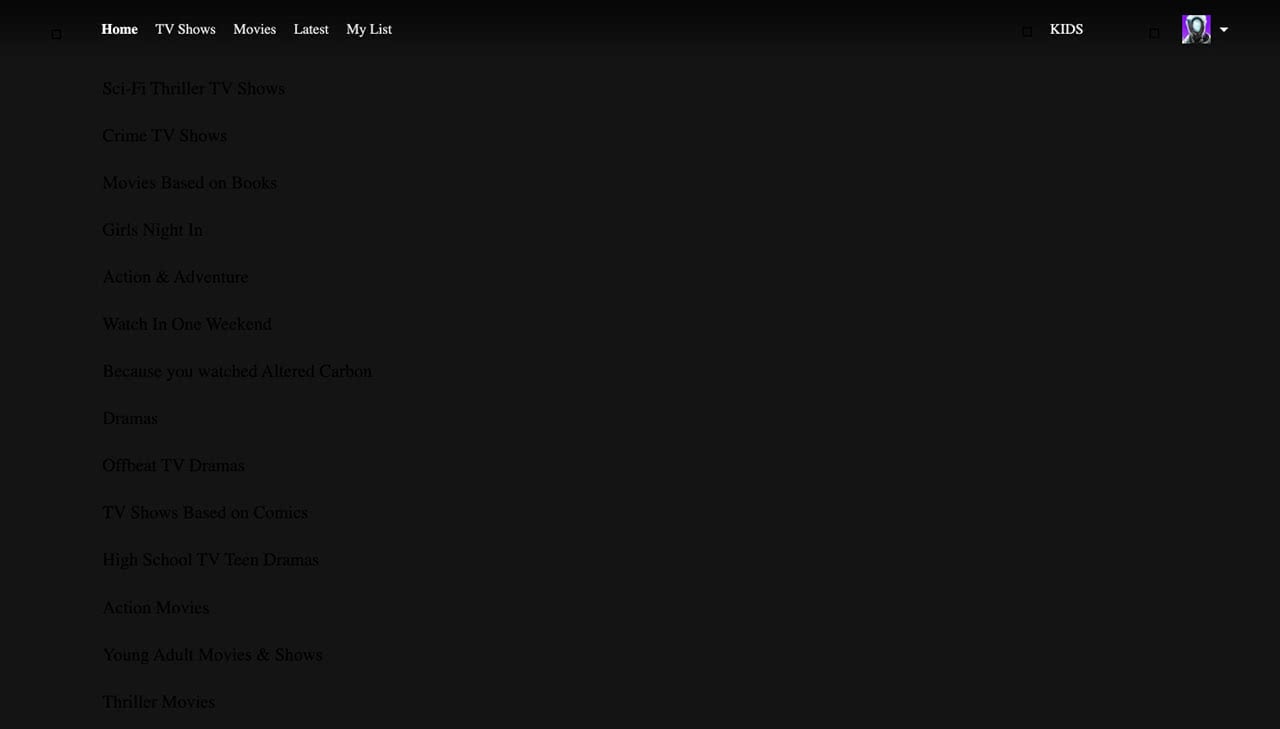 Home TV Shows Movies Latest My List KIDS
Sci-Fi Thriller TV Shows
Crime TV Shows
Movies Based on Books
Girls Night In
Action & Adventure
Watch In One Weekend
Because you watched Altered Carbon
Dramas
Offbeat TV Dramas
TV Shows Based on Comics
High School TV Teen Dramas
Action Movies
Young Adult Movies & Shows
Thriller Movies